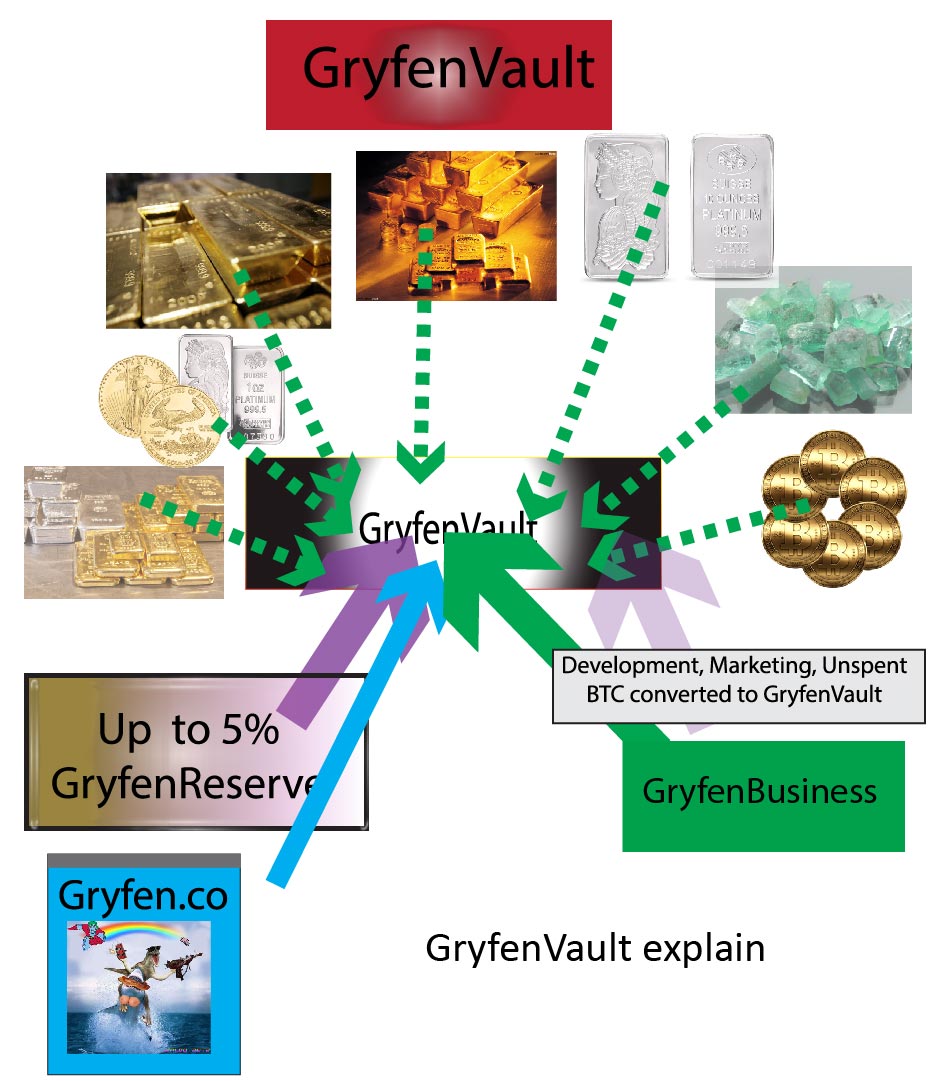 GryfenVault
SUISSE
10 OUNCES
PLATINUM
999.5
SUISSE
1oz
PLATINUM
999.5
GryfenVault
Development, Marketing, Unspent
BTC converted to GryfenVault
Up to 5%
GryfenReserve
GryfenBusiness
Gryfen.co
GryfenVault explain